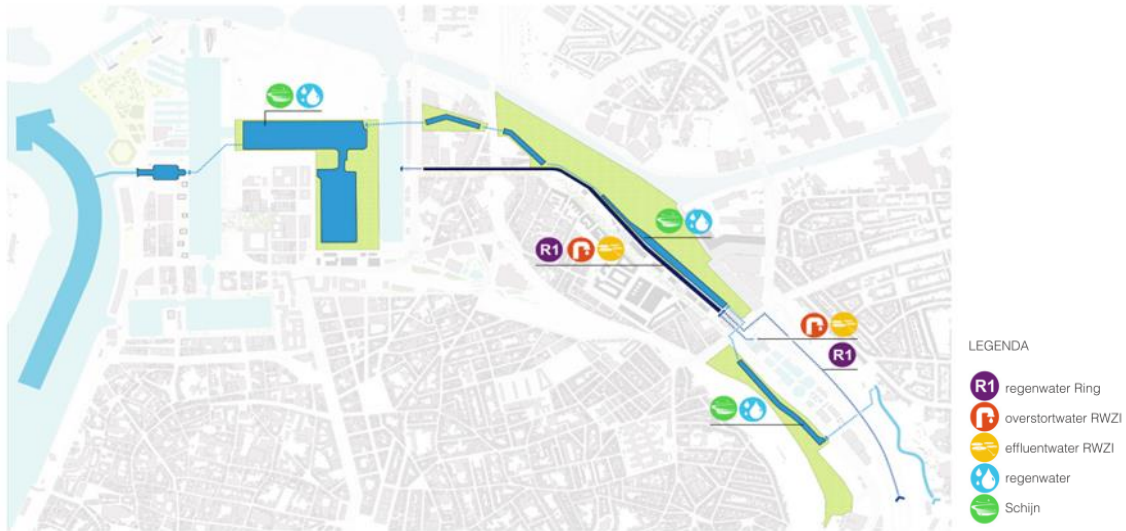 R1
R1
LEGENDA
R1 regenwater Ring
overstortwater RWZI
effluentwater RWZI
regenwater
Schijn